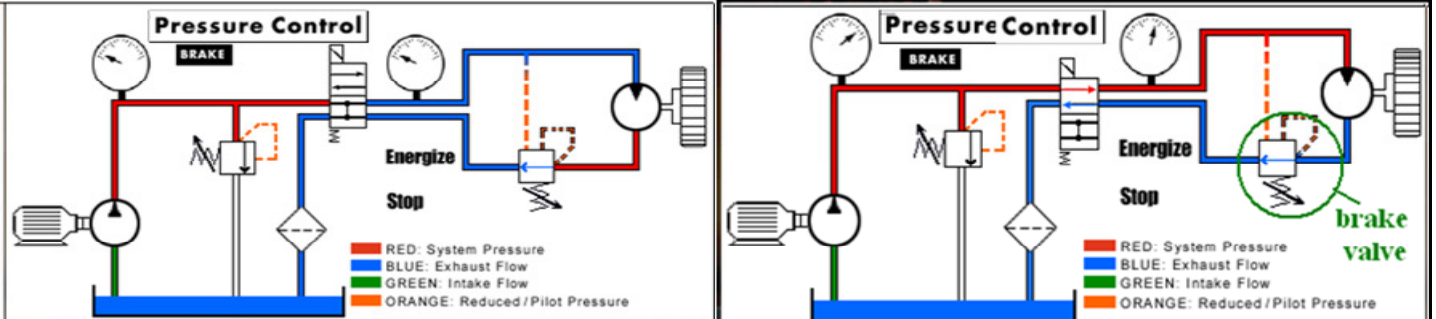 Pressure Control
BRAKE
Energize
Stop
RED: System Pressure
BLUE: Exhaust Flow
GREEN: Intake Flow
ORANGE: Reduced / Pilot Pressure
Pressure Control
BRAKE
Energize
Stop
brake
valve
RED: System Pressure
BLUE: Exhaust Flow
GREEN: Intake Flow
ORANGE: Reduced / Pilot Pressure